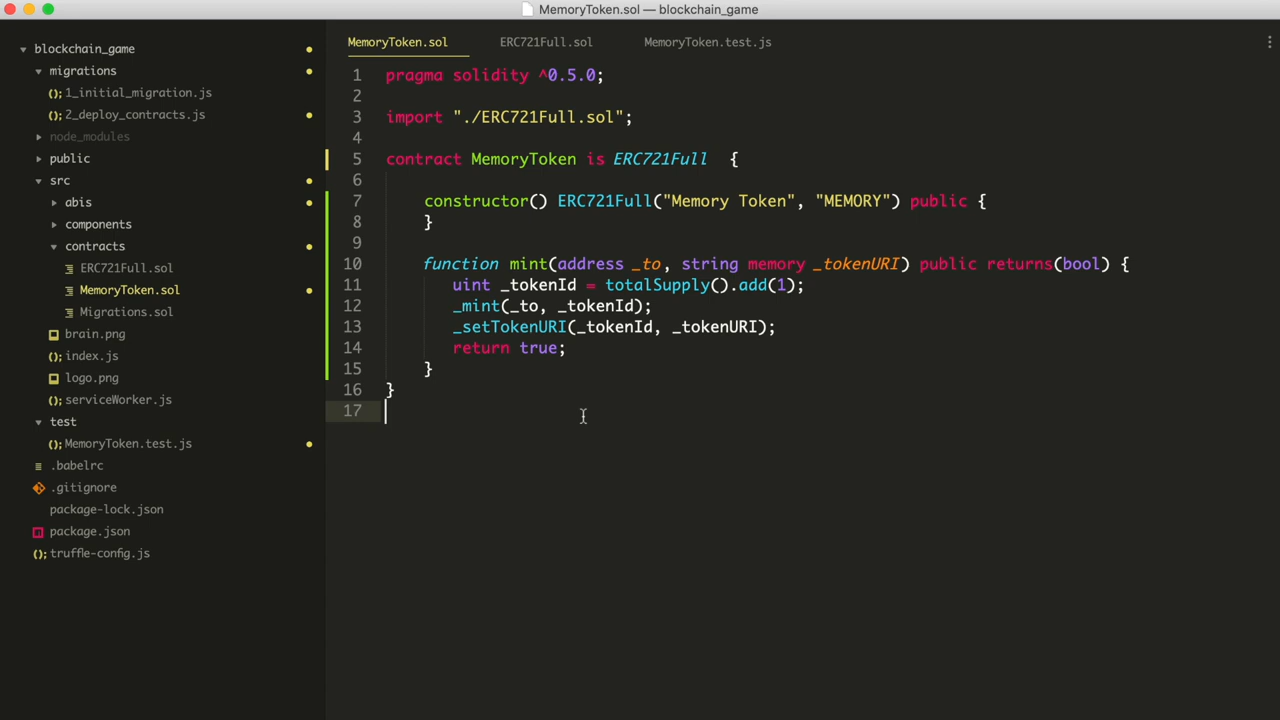 MemoryToken.sol — blockchain_game
blockchain_game
migrations
1_initial_migration.js
2_deploy_contracts.js
node_modules
public
src
abis
components
contracts
ERC721Full.sol
MemoryToken.sol
Migrations.sol
brain.png
index.js
logo.png
serviceWorker.js
test
MemoryToken.test.js
.babelrc
.gitignore
package-lock.json
package.json
truffle-config.js
MemoryToken.sol ERC721Full.sol MemoryToken.test.js
1 pragma solidity ^0.5.0;
2
3 import "./ERC721Full.sol";
4
5 contract MemoryToken is ERC721Full  {
6
7 constructor() ERC721Full("Memory Token", "MEMORY") public {
8 }
9
10 function mint(address _to, string memory _tokenURI) public returns(bool) {
11 uint _tokenId = totalSupply().add(1);
12 _mint(_to, _tokenId);
13 _setTokenURI(_tokenId, _tokenURI);
14 return true;
15 }
16 }
17